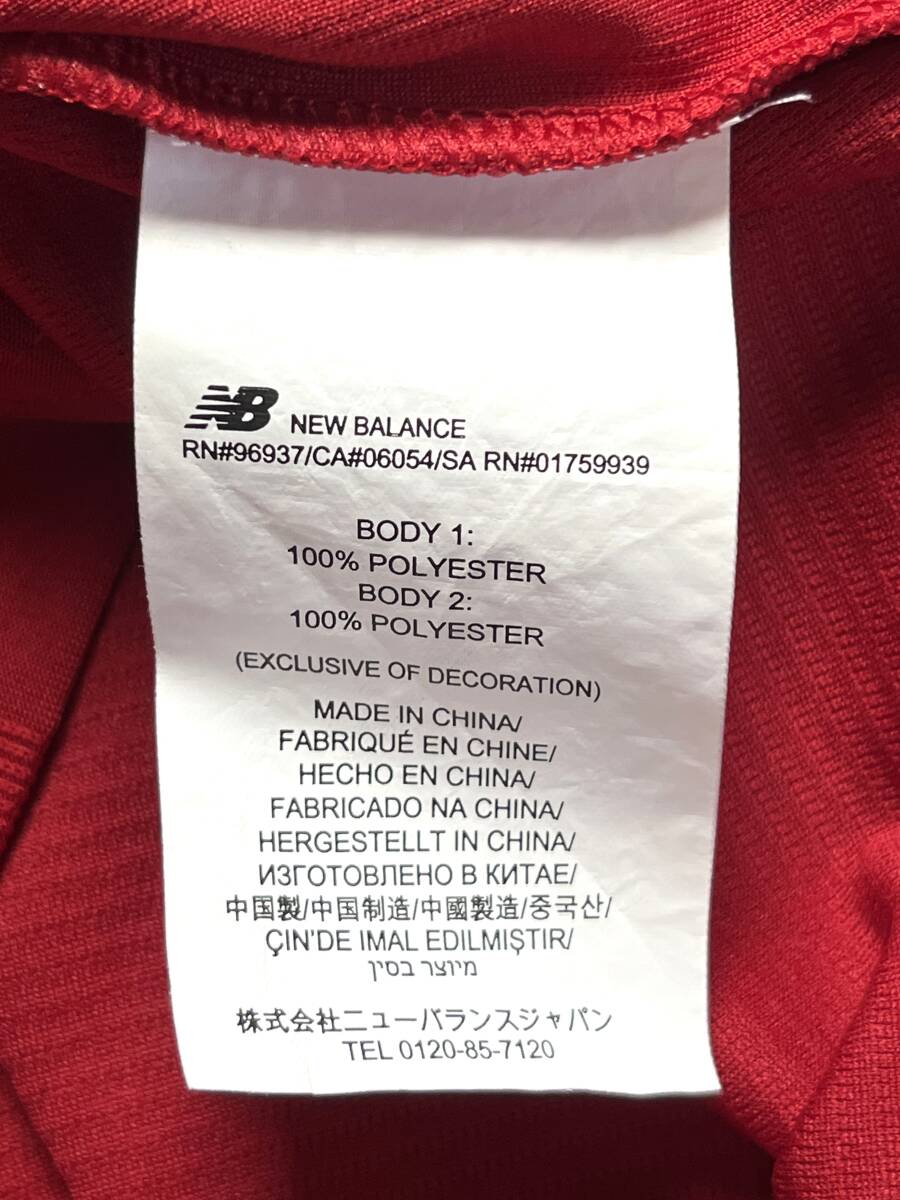 NB NEW BALANCE
RN#96937/CA#06054/SA RN#01759939
BODY 1:
100% POLYESTER
BODY 2:
100% POLYESTER
(EXCLUSIVE OF DECORATION)
MADE IN CHINA/
FABRIQUÉ EN CHINE/
HECHO EN CHINA/
FABRICADO NA CHINA/
HERGESTELLT IN CHINA/
ИЗГОТОВЛЕНО В КИТАЕ/
中国製/中国制造/中國製造/중국산/
ÇIN'DE IMAL EDILMIŞTIR/
מיוצר בסין
株式会社ニューバランスジャパン
TEL 0120-85-7120